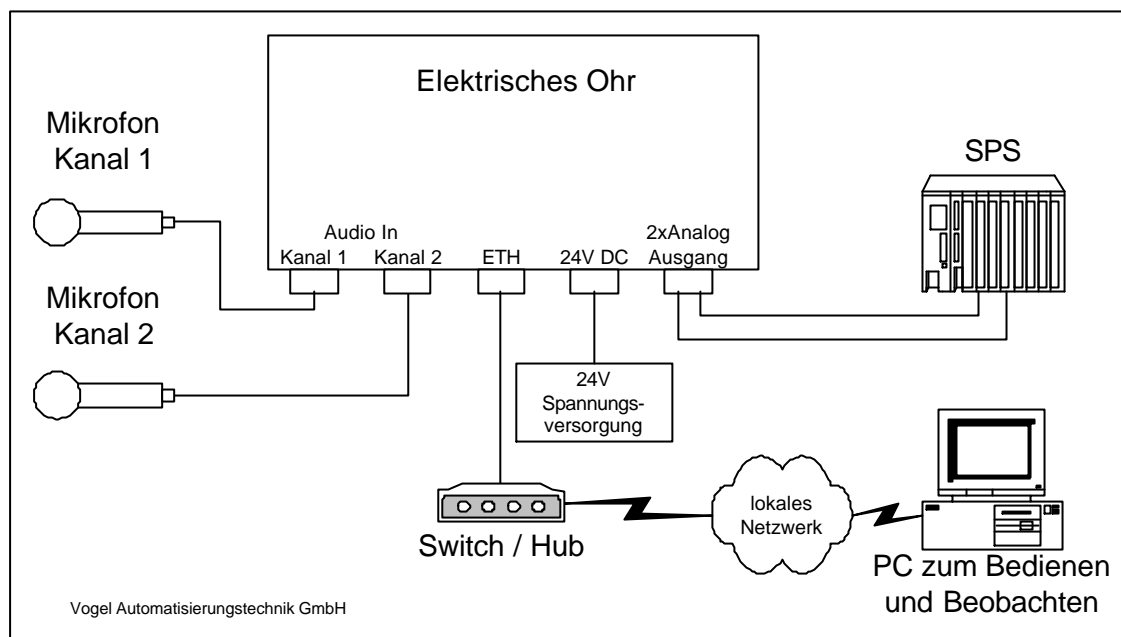 Elektrisches Ohr
Mikrofon
Kanal 1
SPS
Audio In
2xAnalog
Kanal 1
Kanal 2
ETH
24V DC
Ausgang
Mikrofon
Kanal 2
24V
Spannungs-
versorgung
lokales
Netzwerk
Switch / Hub
PC zum Bedienen
und Beobachten
Vogel Automatisierungstechnik GmbH